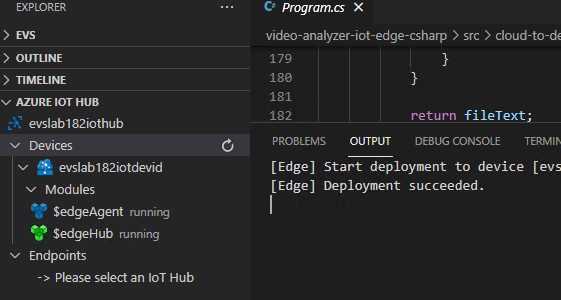 EXPLORER
EVS
OUTLINE
TIMELINE
AZURE IOT HUB
evslab182iothub
Devices
evslab182iotdevid
Modules
$edgeAgent running
$edgeHub running
Endpoints
-> Please select an IoT Hub
Program.cs
video-analyzer-iot-edge-csharp > src > cloud-to-de
179 }
180 }
181
182 return fileText;
PROBLEMS OUTPUT DEBUG CONSOLE TERMIN
[Edge] Start deployment to device [evs
[Edge] Deployment succeeded.